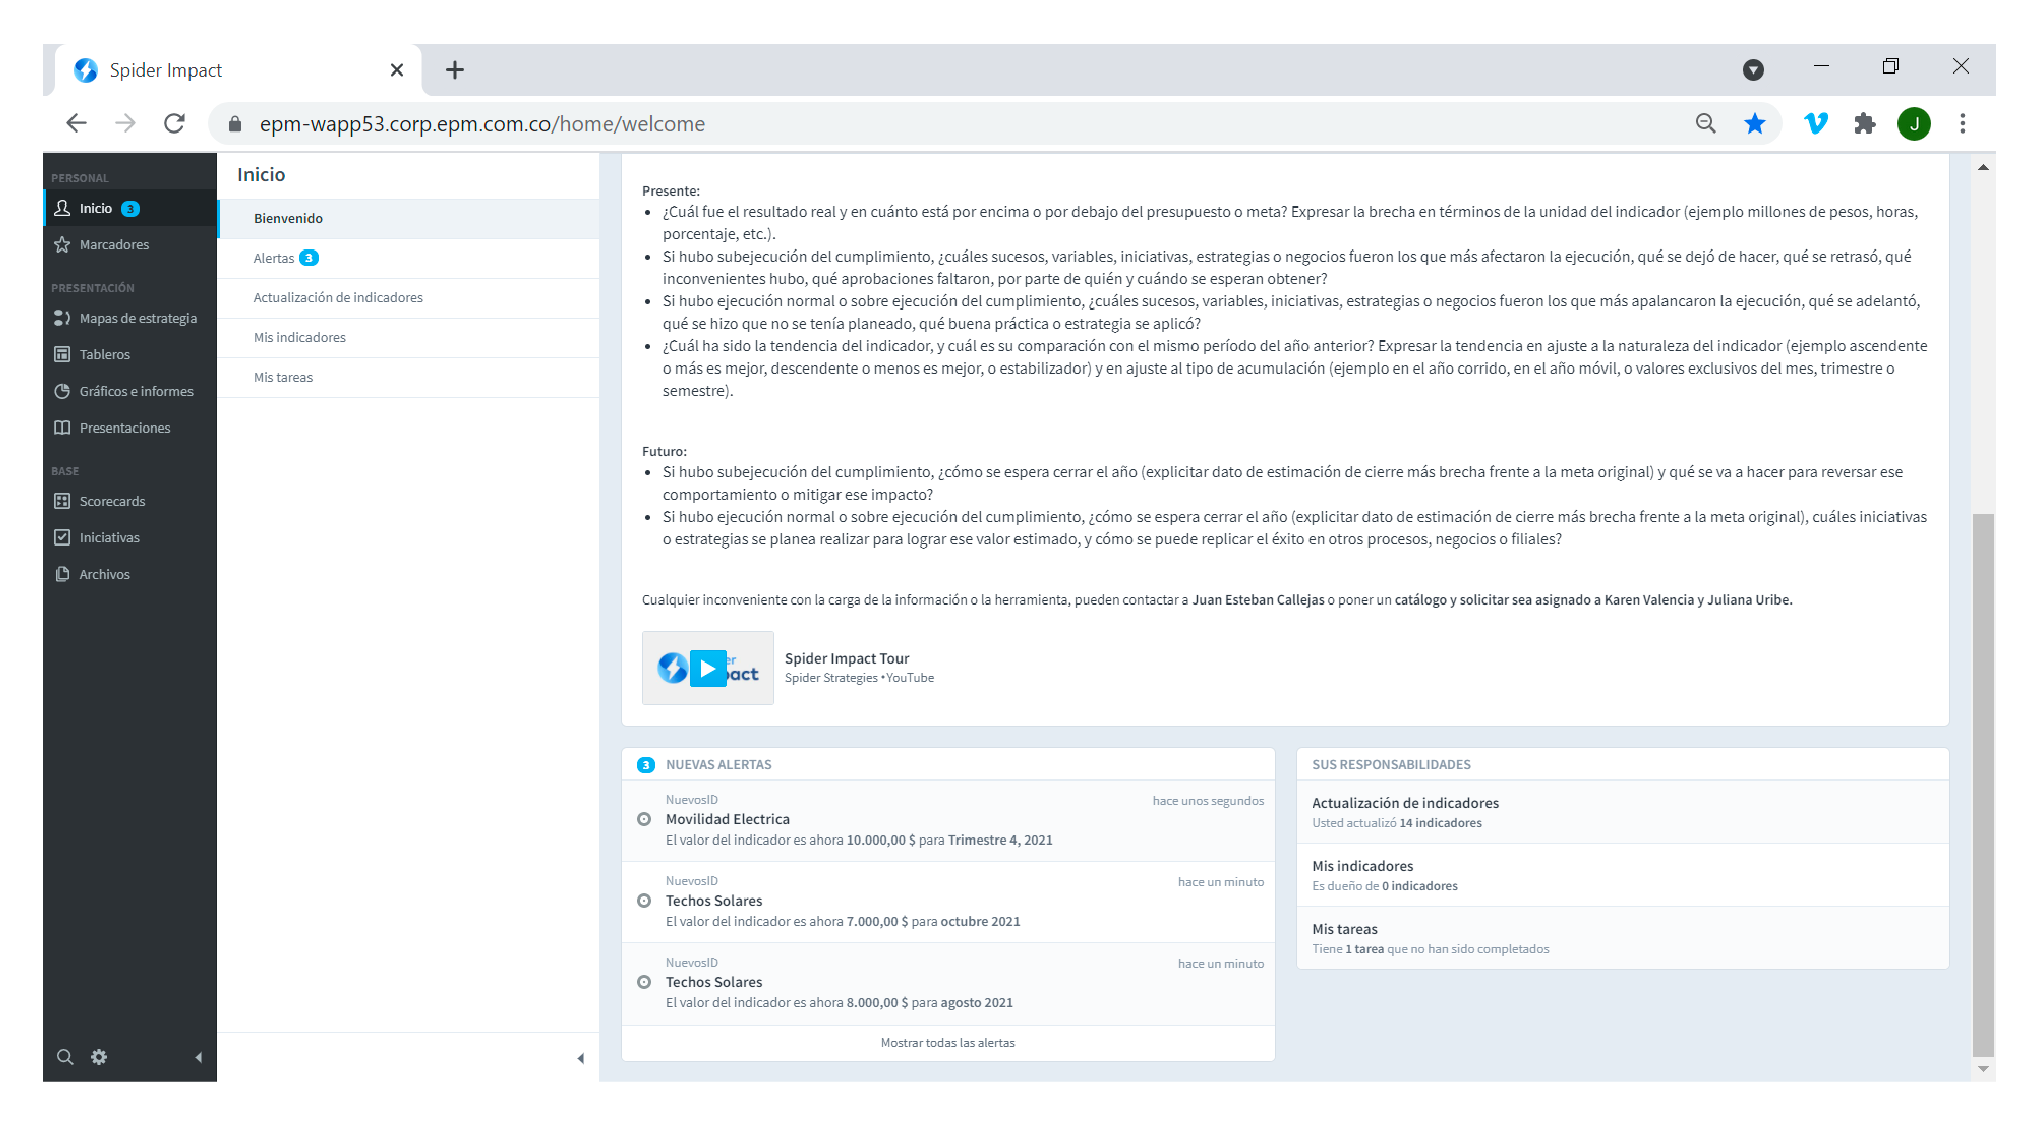 Spider Impact
epm-wapp53.corp.epm.com.co/home/welcome
J
PERSONAL
Inicio 3
Marcadores
PRESENTACIÓN
Mapas de estrategia
Tableros
Gráficos e informes
Presentaciones
BASE
Scorecards
Iniciativas
Archivos
Inicio
Bienvenido
Alertas 3
Actualización de indicadores
Mis indicadores
Mis tareas
Presente:
• ¿Cuál fue el resultado real y en cuánto está por encima o por debajo del presupuesto o meta? Expresar la brecha en términos de la unidad del indicador (ejemplo millones de pesos, horas,
porcentaje, etc.).
• Si hubo subejecución del cumplimiento, ¿cuáles sucesos, variables, iniciativas, estrategias o negocios fueron los que más afectaron la ejecución, qué se dejó de hacer, qué se retrasó, qué
inconvenientes hubo, qué aprobaciones faltaron, por parte de quién y cuándo se esperan obtener?
• Si hubo ejecución normal o sobre ejecución del cumplimiento, ¿cuáles sucesos, variables, iniciativas, estrategias o negocios fueron los que más apalancaron la ejecución, qué se adelantó,
qué se hizo que no se tenía planeado, qué buena práctica o estrategia se aplicó?
• ¿Cuál ha sido la tendencia del indicador, y cuál es su comparación con el mismo período del año anterior? Expresar la tendencia en ajuste a la naturaleza del indicador (ejemplo ascendente
o más es mejor, descendente o menos es mejor, o estabilizador) y en ajuste al tipo de acumulación (ejemplo en el año corrido, en el año móvil, o valores exclusivos del mes, trimestre o
semestre).
Futuro:
• Si hubo subejecución del cumplimiento, ¿cómo se espera cerrar el año (explicitar dato de estimación de cierre más brecha frente a la meta original) y qué se va a hacer para reversar ese
comportamiento o mitigar ese impacto?
• Si hubo ejecución normal o sobre ejecución del cumplimiento, ¿cómo se espera cerrar el año (explicitar dato de estimación de cierre más brecha frente a la meta original), cuáles iniciativas
o estrategias se planea realizar para lograr ese valor estimado, y cómo se puede replicar el éxito en otros procesos, negocios o filiales?
Cualquier inconveniente con la carga de la información o la herramienta, pueden contactar a Juan Esteban Callejas o poner un catálogo y solicitar sea asignado a Karen Valencia y Juliana Uribe.
er
pact
Spider Impact Tour
Spider Strategies • YouTube
3 NUEVAS ALERTAS
NuevosID
hace unos segundos
Movilidad Electrica
El valor del indicador es ahora 10.000,00 $ para Trimestre 4, 2021
NuevosID
hace un minuto
Techos Solares
El valor del indicador es ahora 7.000,00 $ para octubre 2021
NuevosID
hace un minuto
Techos Solares
El valor del indicador es ahora 8.000,00 $ para agosto 2021
Mostrar todas las alertas
SUS RESPONSABILIDADES
Actualización de indicadores
Usted actualizó 14 indicadores
Mis indicadores
Es dueño de 0 indicadores
Mis tareas
Tiene 1 tarea que no han sido completados